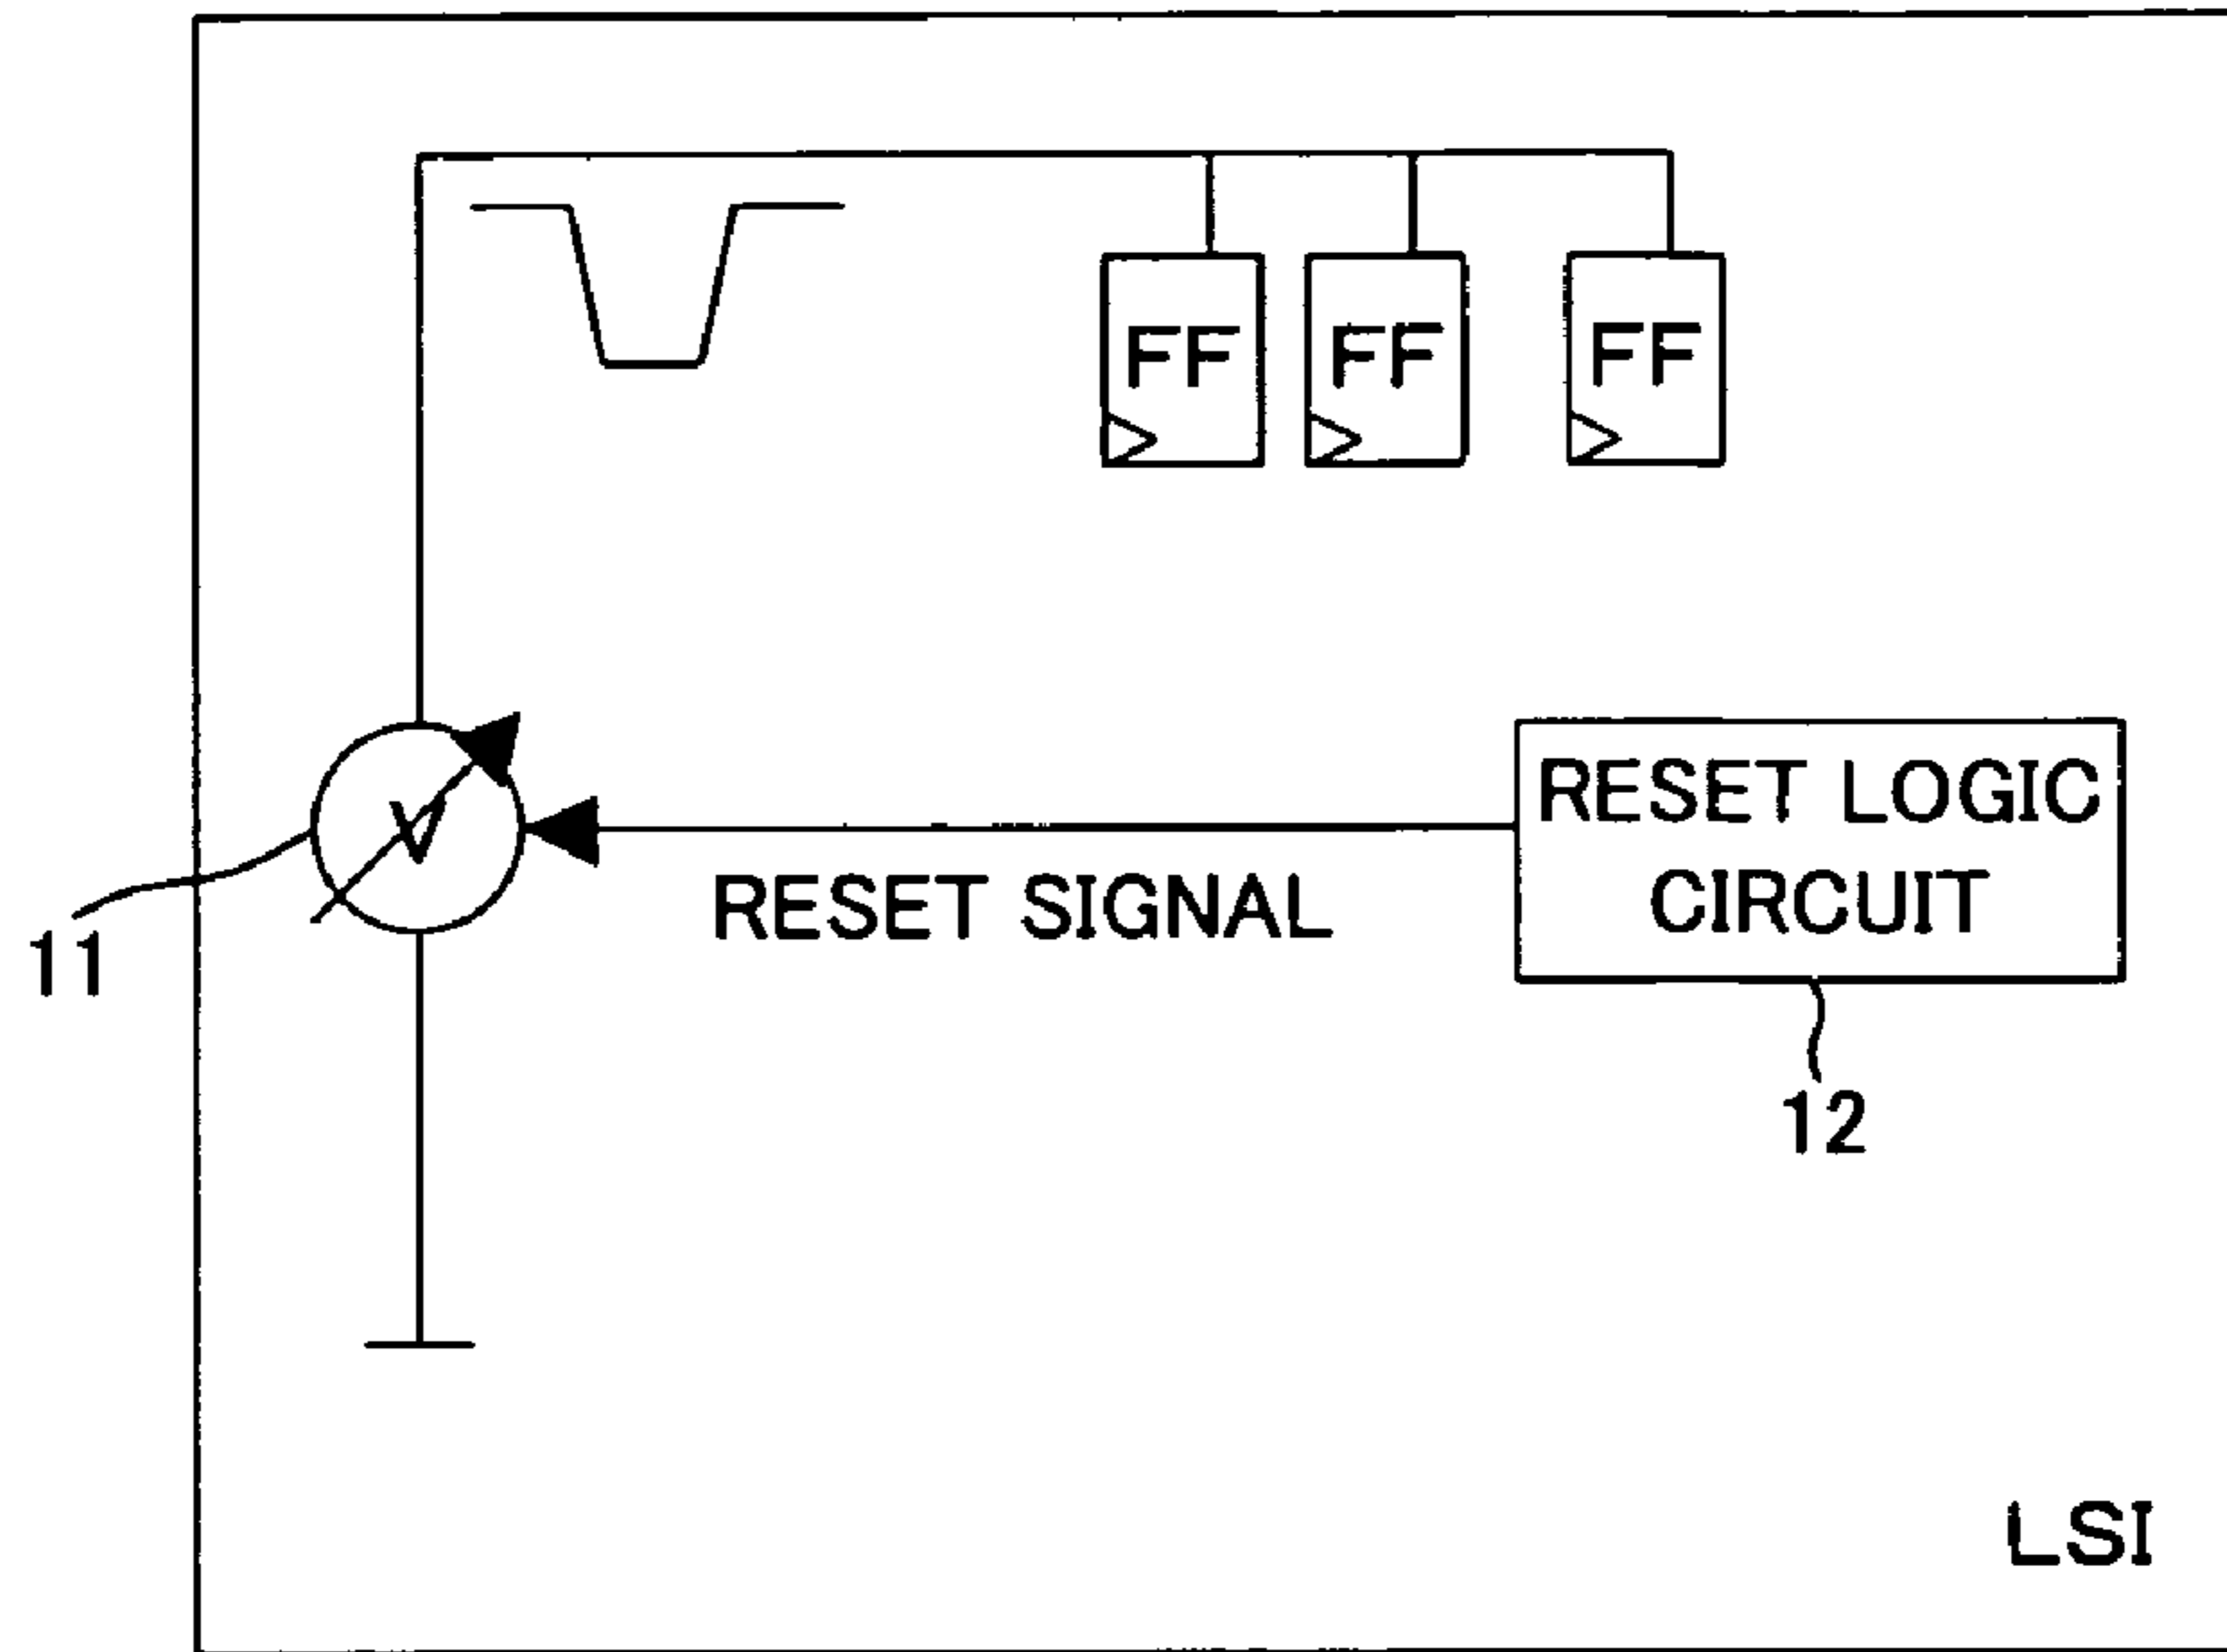 FF FF FF
V
RESET LOGIC
CIRCUIT
RESET SIGNAL
11
12
LSI